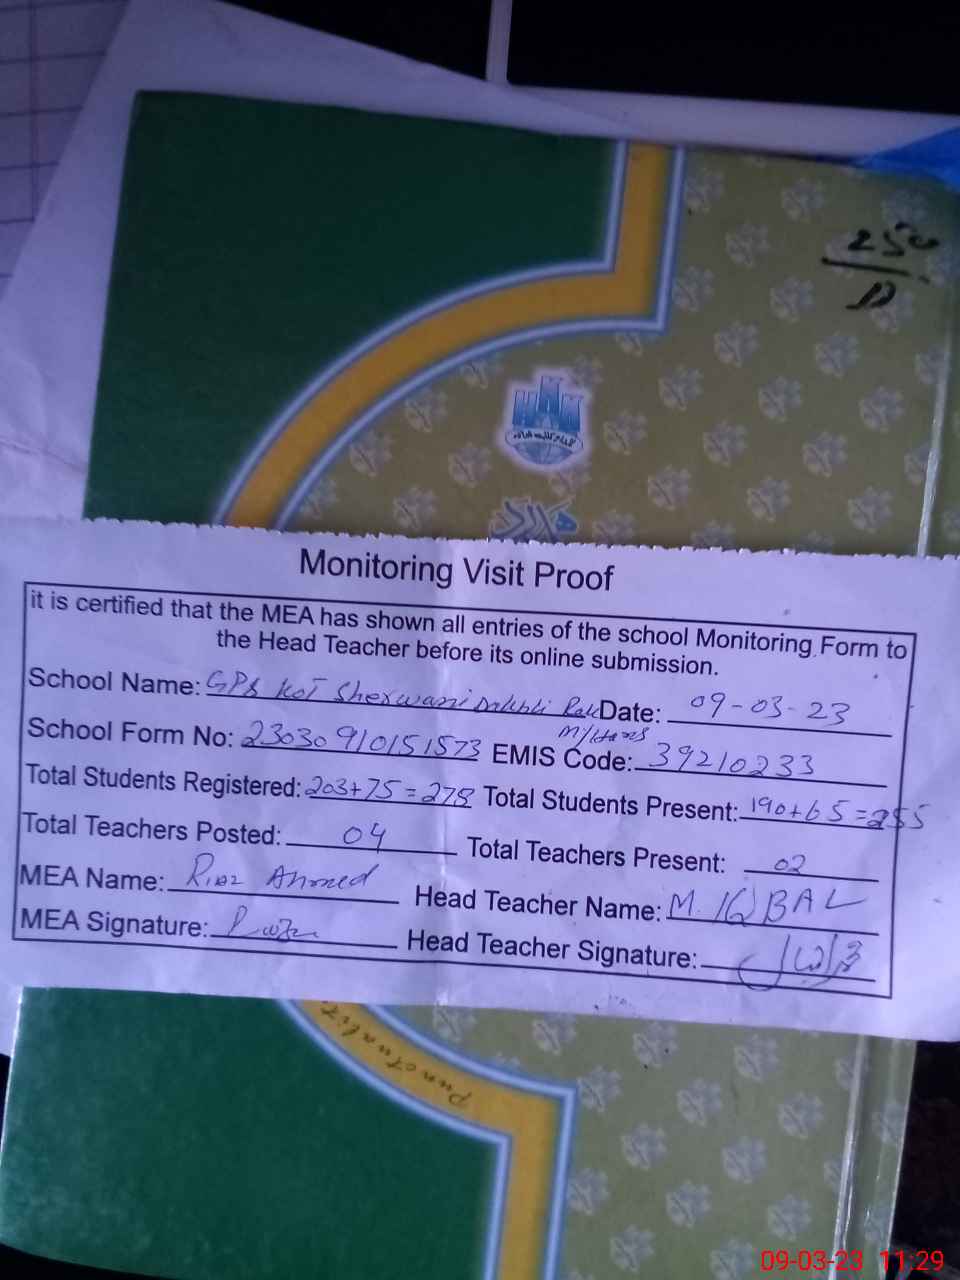 250
12
Monitoring Visit Proof
it is certified that the MEA has shown all entries of the school Monitoring Form to
the Head Teacher before its online submission.
School Name: GPS Kot Sherwani Dakhli Date: 09-03-23
School Form No: 23030910151573 EMIS Code: 39210233
Total Students Registered: 203+75=278 Total Students Present: 190+65=255
Total Teachers Posted: 04 Total Teachers Present: 02
MEA Name: Riaz Ahmed Head Teacher Name: M. IQBAL
MEA Signature: Head Teacher Signature:
Punctuality
09-03-23 11:29